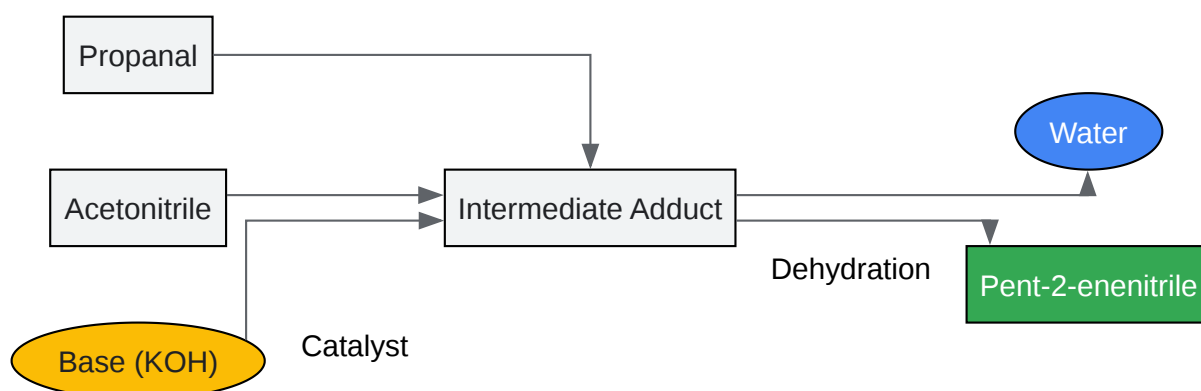 Propanal
Water
Acetonitrile
Intermediate Adduct
Dehydration
Pent-2-enenitrile
Catalyst
Base (KOH)